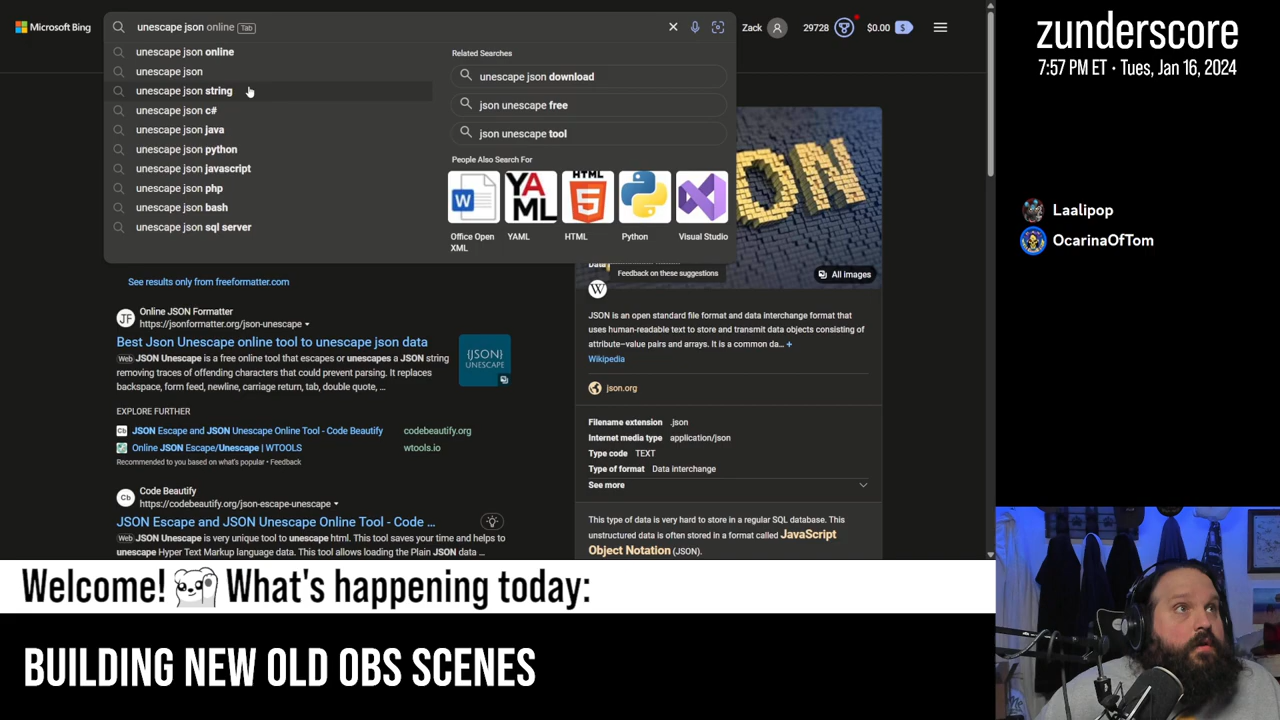 Microsoft Bing
unescape json online Tab
Zack
29728
$0.00
$
unescape json online
unescape json
unescape json string
unescape json c#
unescape json java
unescape json python
unescape json javascript
unescape json php
unescape json bash
unescape json sql server
Related Searches
unescape json download
json unescape free
json unescape tool
People Also Search For
W
YA
ML
HTML
5
Office Open
XML
YAML
HTML
Python
Visual Studio
ON
Feedback on these suggestions
W
All images
See results only from freeformatter.com
JF
Online JSON Formatter
https://jsonformatter.org/json-unescape
Best Json Unescape online tool to unescape json data
Web JSON Unescape is a free online tool that escapes or unescapes a JSON string
removing traces of offending characters that could prevent parsing. It replaces
backspace, form feed, newline, carriage return, tab, double quote, ...
{JSON}
UNESCAPE
EXPLORE FURTHER
Cb JSON Escape and JSON Unescape Online Tool - Code Beautify codebeautify.org
Online JSON Escape/Unescape | WTOOLS wtools.io
Recommended to you based on what's popular • Feedback
Cb
Code Beautify
https://codebeautify.org/json-escape-unescape
JSON Escape and JSON Unescape Online Tool - Code ...
Web JSON Unescape is very unique tool to unescape html. This tool saves your time and helps to
unescape Hyper Text Markup language data. This tool allows loading the Plain JSON data ...
JSON is an open standard file format and data interchange format that
uses human-readable text to store and transmit data objects consisting of
attribute–value pairs and arrays. It is a common da... +
Wikipedia
json.org
Filename extension .json
Internet media type application/json
Type code TEXT
Type of format Data interchange
See more
This type of data is very hard to store in a regular SQL database. This
unstructured data is often stored in a format called JavaScript
Object Notation (JSON).
zunderscore
7:57 PM ET • Tues, Jan 16, 2024
Laalipop
OcarinaOfTom
Welcome! What's happening today:
BUILDING NEW OLD OBS SCENES